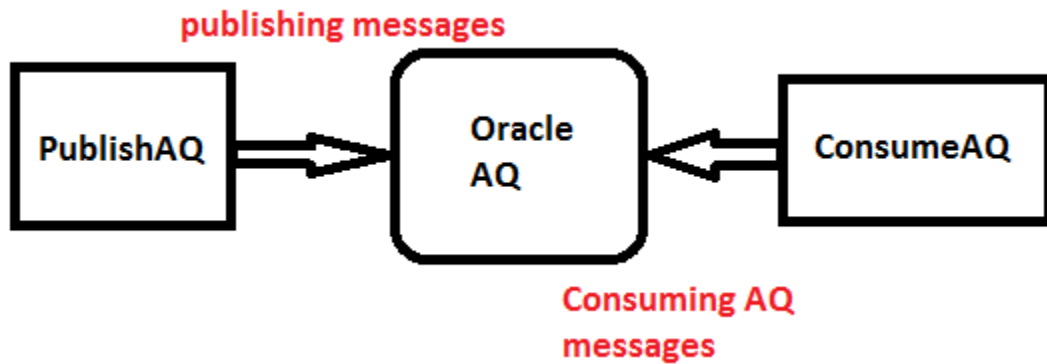 publishing messages
PublishAQ
Oracle
AQ
ConsumeAQ
Consuming AQ
messages